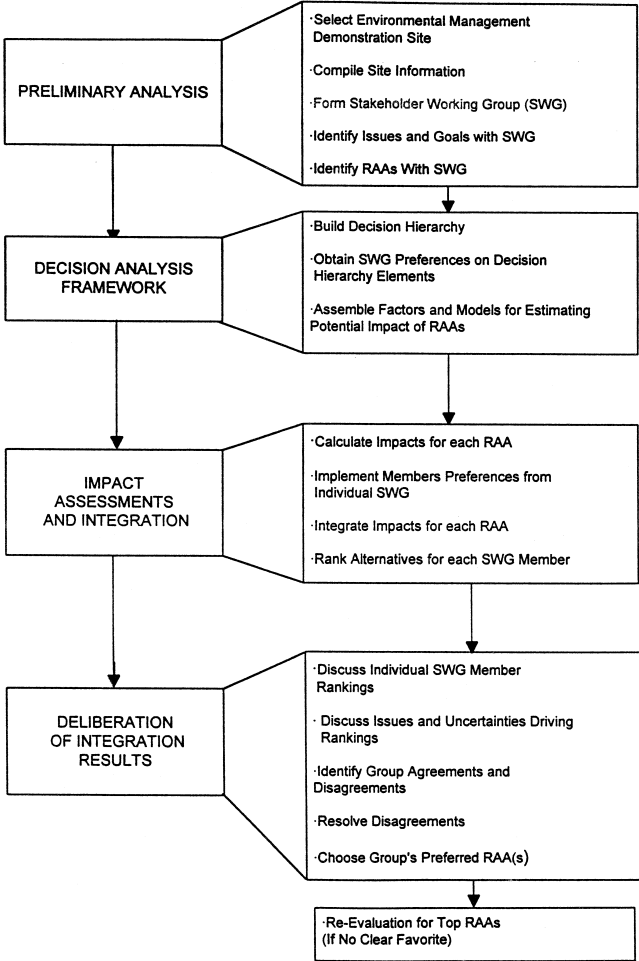 PRELIMINARY ANALYSIS
·Select Environmental Management
Demonstration Site
·Compile Site Information
·Form Stakeholder Working Group (SWG)
·Identify Issues and Goals with SWG
·Identify RAAs With SWG
DECISION ANALYSIS
FRAMEWORK
·Build Decision Hierarchy
·Obtain SWG Preferences on Decision
Hierarchy Elements
·Assemble Factors and Models for Estimating
Potential Impact of RAAs
IMPACT
ASSESSMENTS
AND INTEGRATION
·Calculate Impacts for each RAA
·Implement Members Preferences from
Individual SWG
·Integrate Impacts for each RAA
·Rank Alternatives for each SWG Member
DELIBERATION
OF INTEGRATION
RESULTS
·Discuss Individual SWG Member
Rankings
· Discuss Issues and Uncertainties Driving
Rankings
·Identify Group Agreements and
Disagreements
·Resolve Disagreements
·Choose Group's Preferred RAA(s)
·Re-Evaluation for Top RAAs
(If No Clear Favorite)